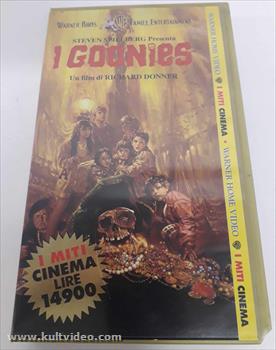 WARNER BROS. FAMILY ENTERTAINMENT
STEVEN SPIELBERG Presenta
I GOONIES
Un film di RICHARD DONNER
I MITI
CINEMA
LIRE
14900
WARNER HOME VIDEO I MITI CINEMA • WARNER HOME VIDEO I MITI CINEMA
www.kultvideo.com